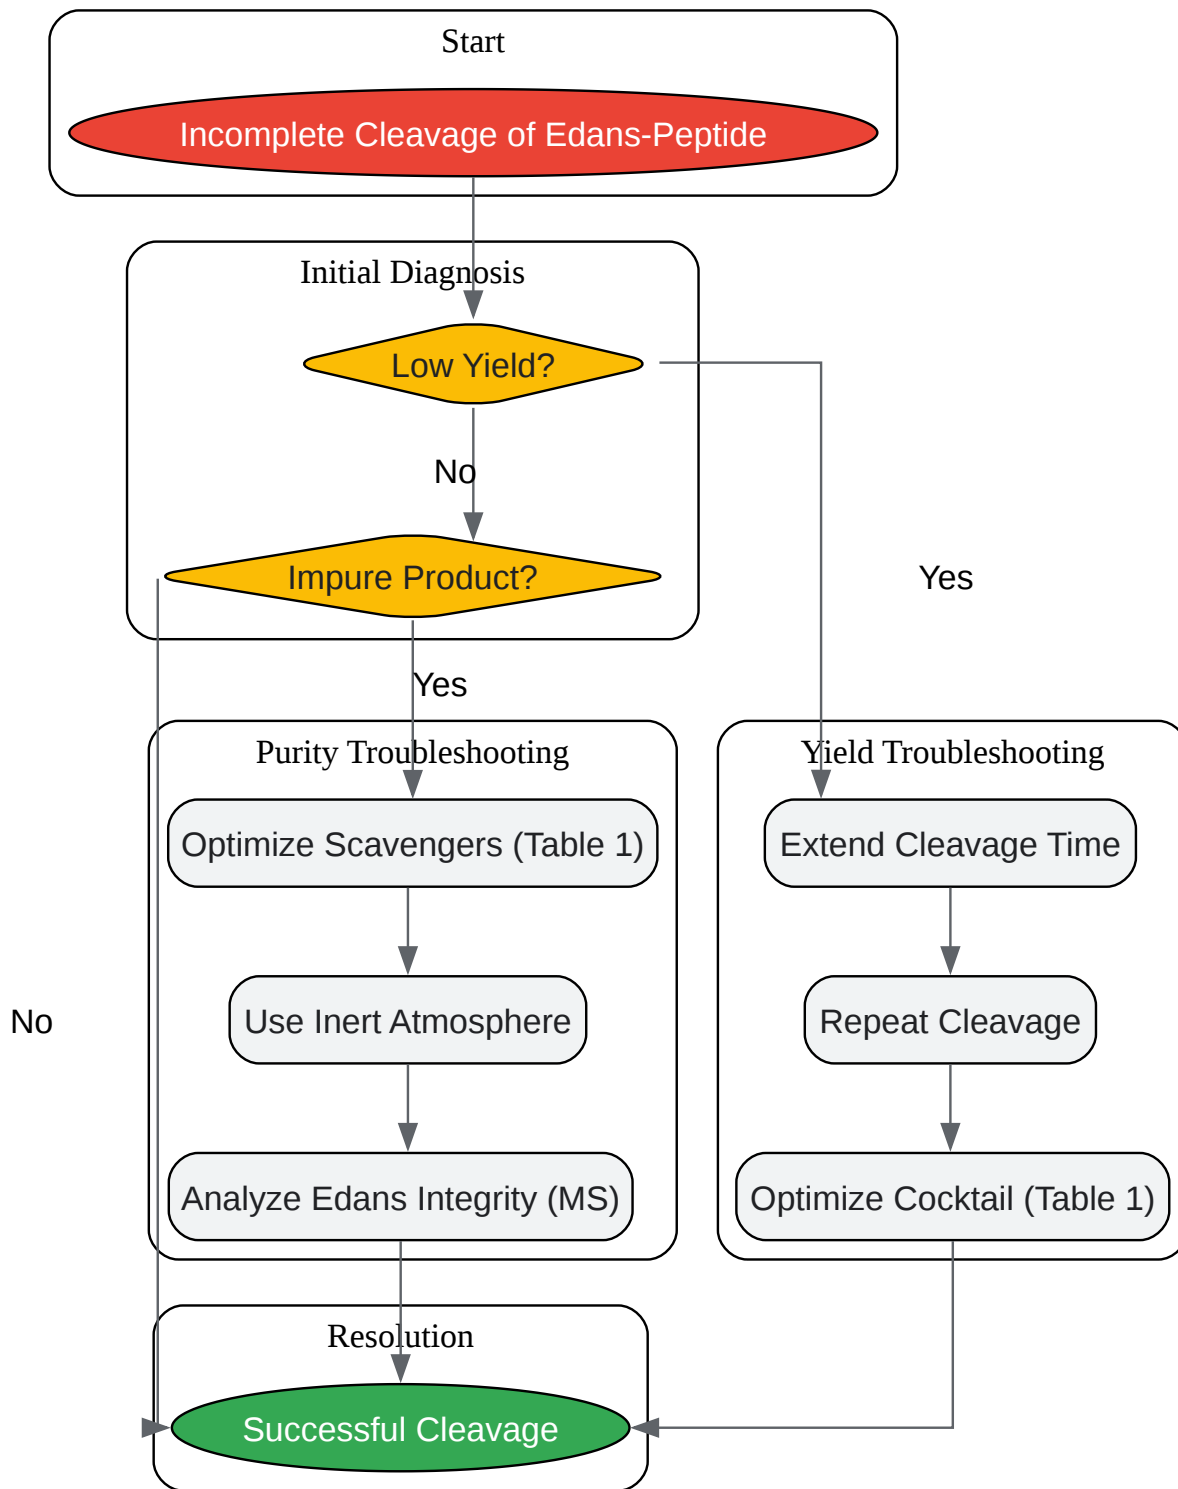 Start
Incomplete Cleavage of Edans-Peptide
Initial Diagnosis
Low Yield?
No
Impure Product?
Yes
Yes
Purity Troubleshooting
Yield Troubleshooting
Optimize Scavengers (Table 1)
Extend Cleavage Time
Use Inert Atmosphere
Repeat Cleavage
No
Analyze Edans Integrity (MS)
Optimize Cocktail (Table 1)
Resolution
Successful Cleavage